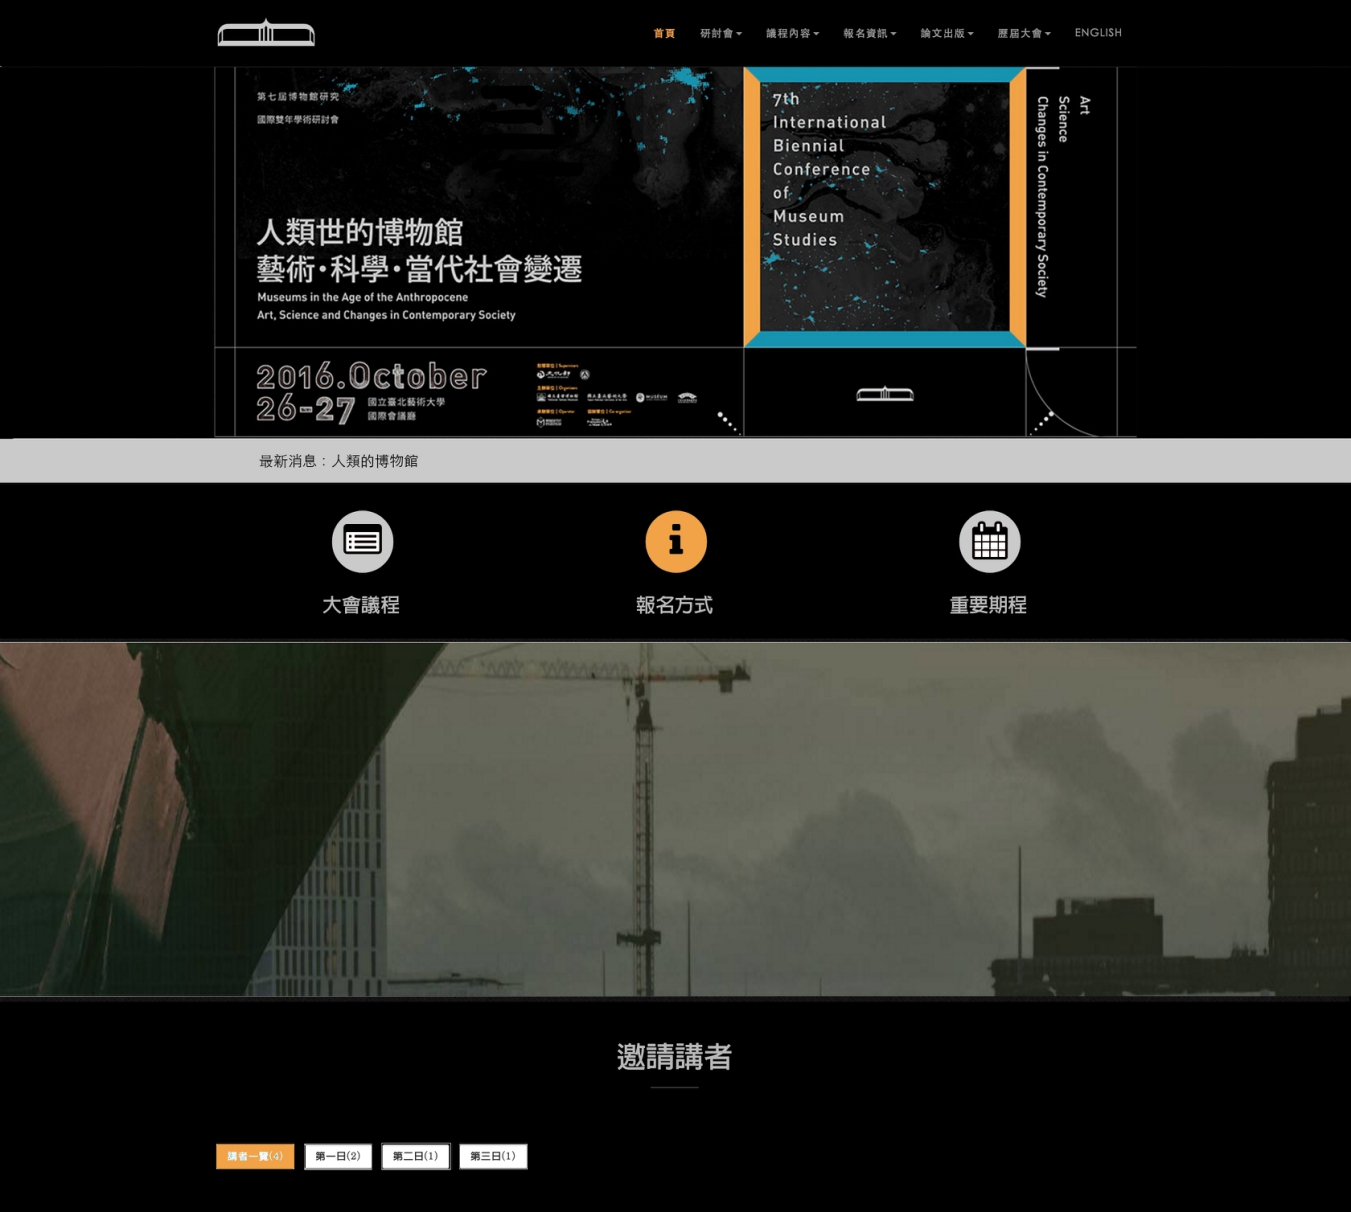 首頁
研討會
議程內容
報名資訊
論文出版
歷屆大會
ENGLISH
第七屆博物館研究
國際雙年學術研討會
人類世的博物館
藝術·科學·當代社會變遷
Museums in the Age of the Anthropocene
Art, Science and Changes in Contemporary Society
7th
International
Biennial
Conference
of
Museum
Studies
Art
Science
Changes in Contemporary Society
2016.October
26-27
國立臺北藝術大學
國際會議廳
最新消息：人類的博物館
大會議程
報名方式
重要期程
邀請講者
講者一覽(4)
第一日(2)
第二日(1)
第三日(1)